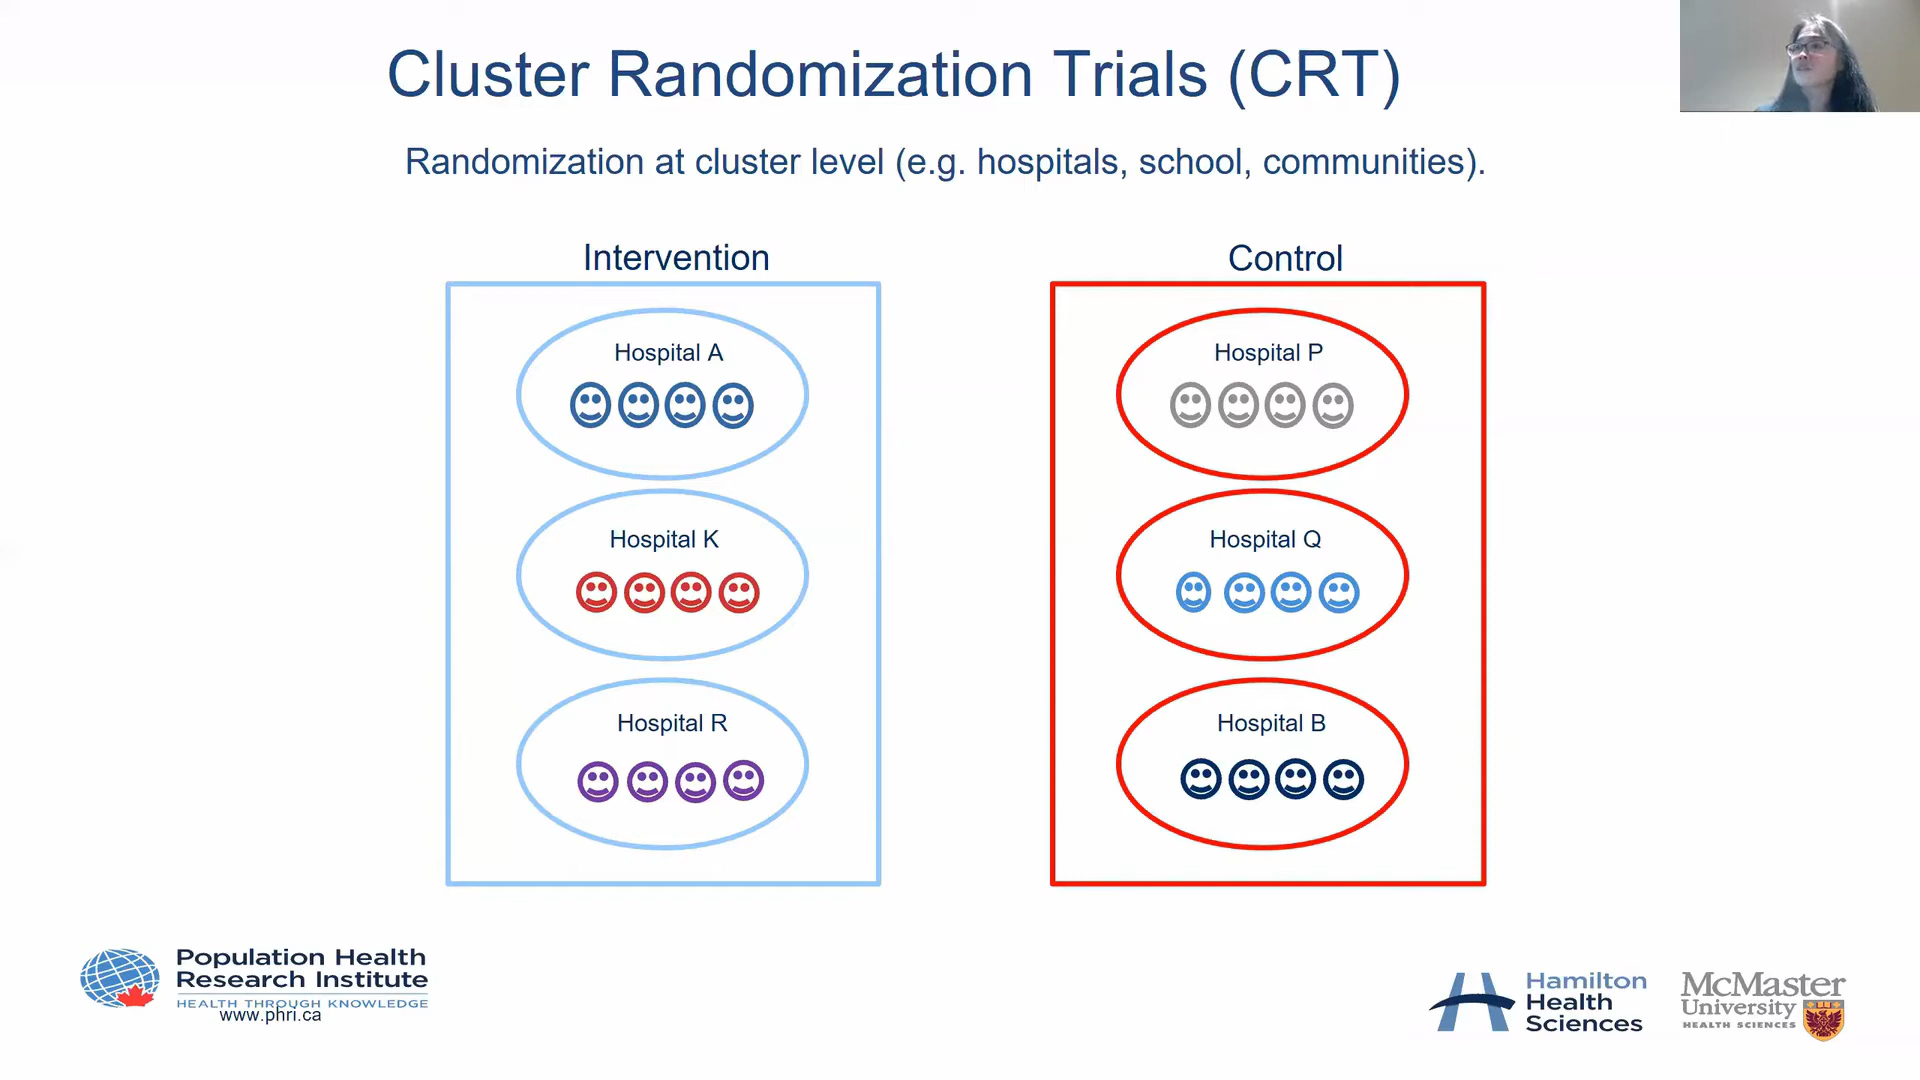 Cluster Randomization Trials (CRT)
Randomization at cluster level (e.g. hospitals, school, communities).
Intervention
Hospital A
Hospital K
Hospital R
Control
Hospital P
Hospital Q
Hospital B
Population Health
Research Institute
HEALTH THROUGH KNOWLEDGE
www.phri.ca
Hamilton
Health
Sciences
McMaster
University
HEALTH SCIENCES